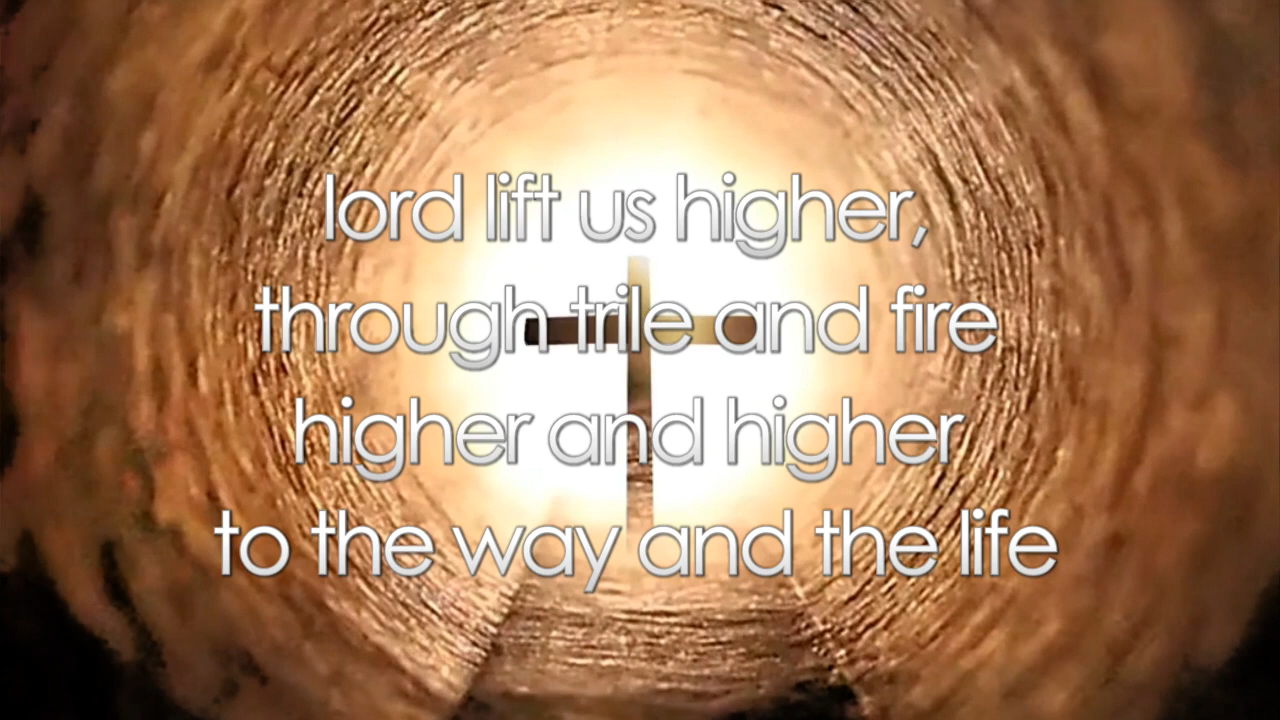 lord lift us higher,
through trile and fire
higher and higher
to the way and the life